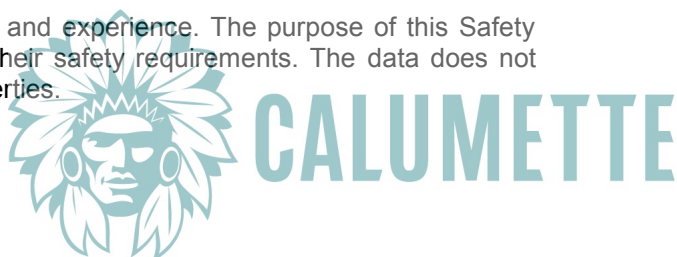 and experience. The purpose of this Safety
heir safety requirements. The data does not
erties.
CALUMETTE